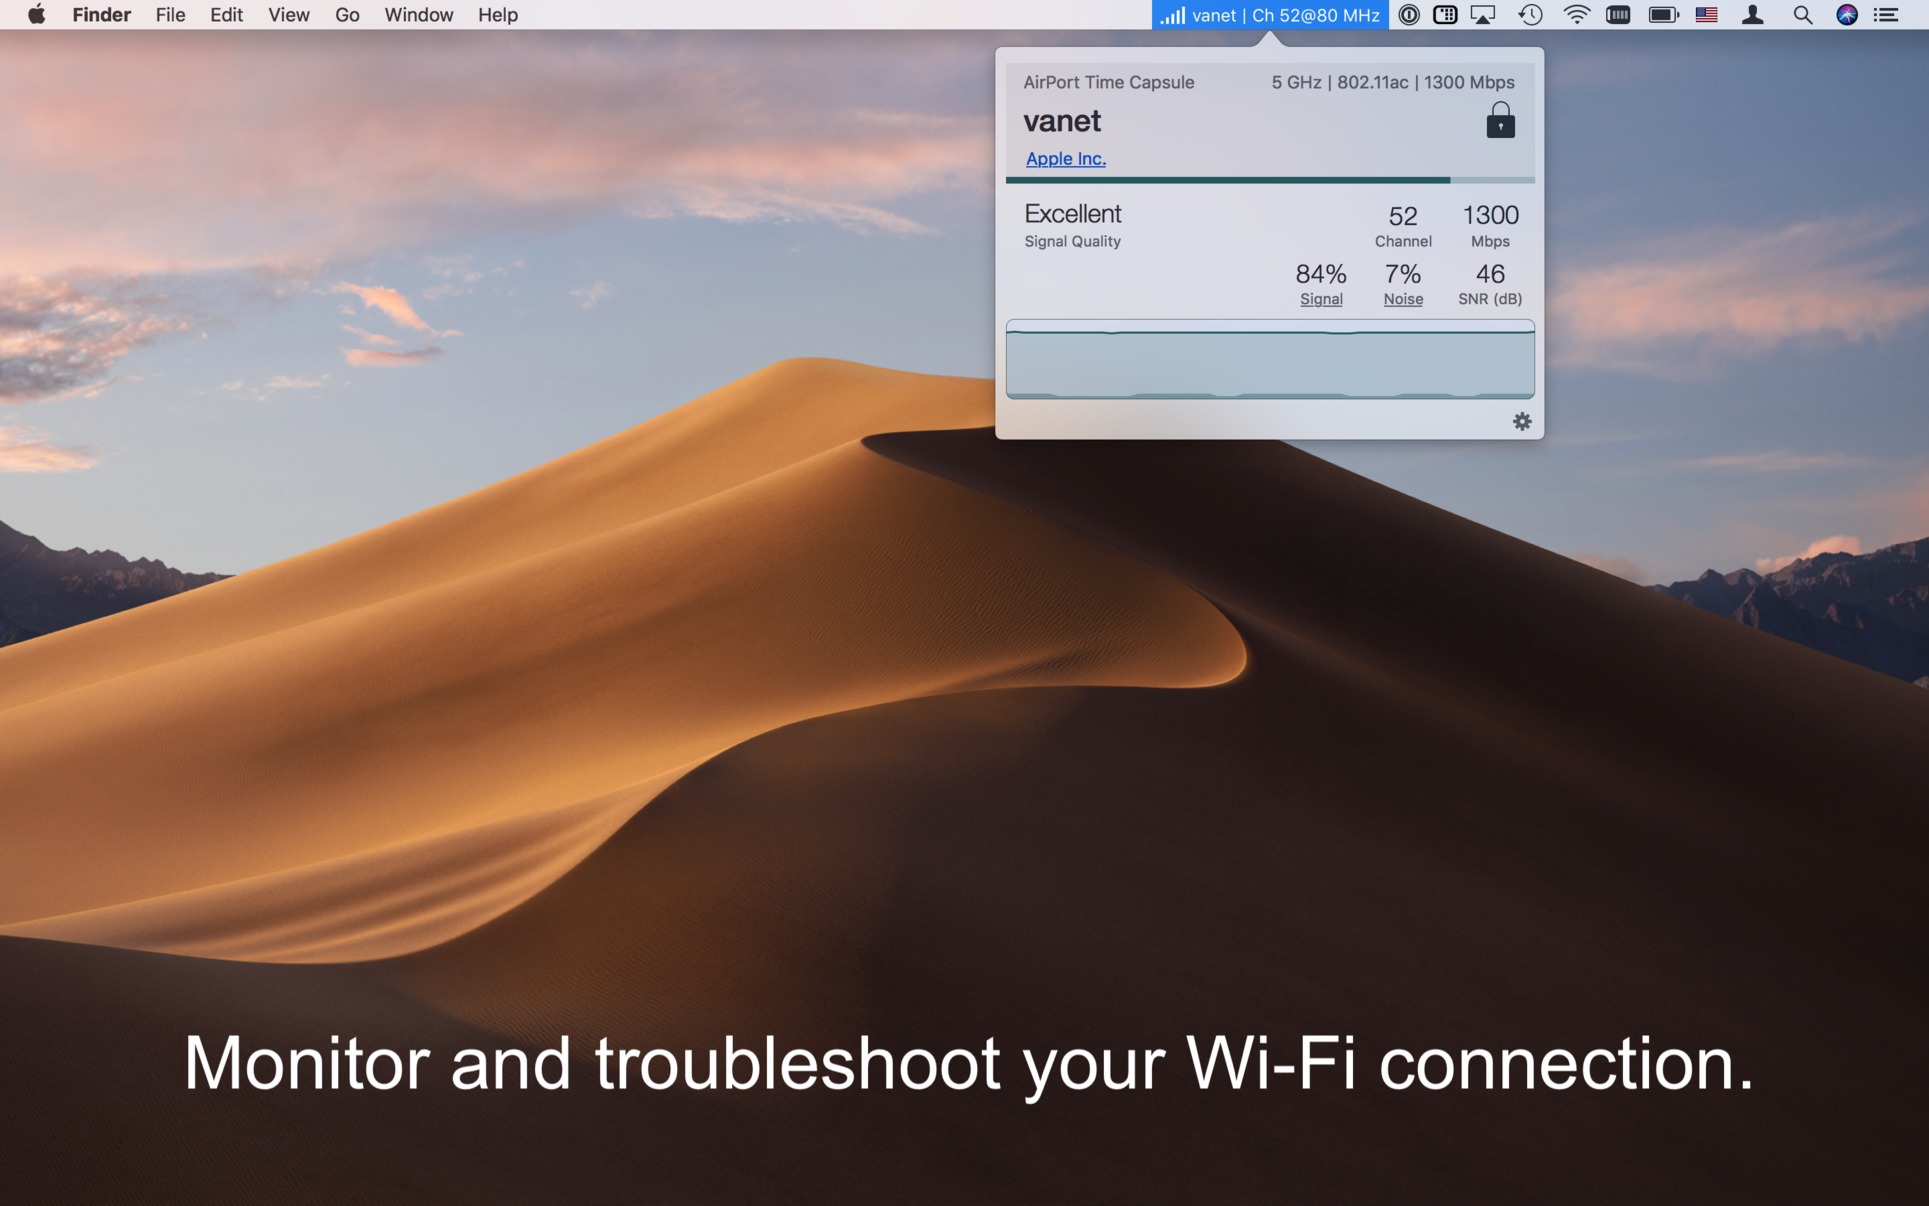 Finder File Edit View Go Window Help vanet | Ch 52@80 MHz
AirPort Time Capsule 5 GHz | 802.11ac | 1300 Mbps
vanet
Apple Inc.
Excellent 52 1300
Signal Quality Channel Mbps
84% 7% 46
Signal Noise SNR (dB)
Monitor and troubleshoot your Wi-Fi connection.